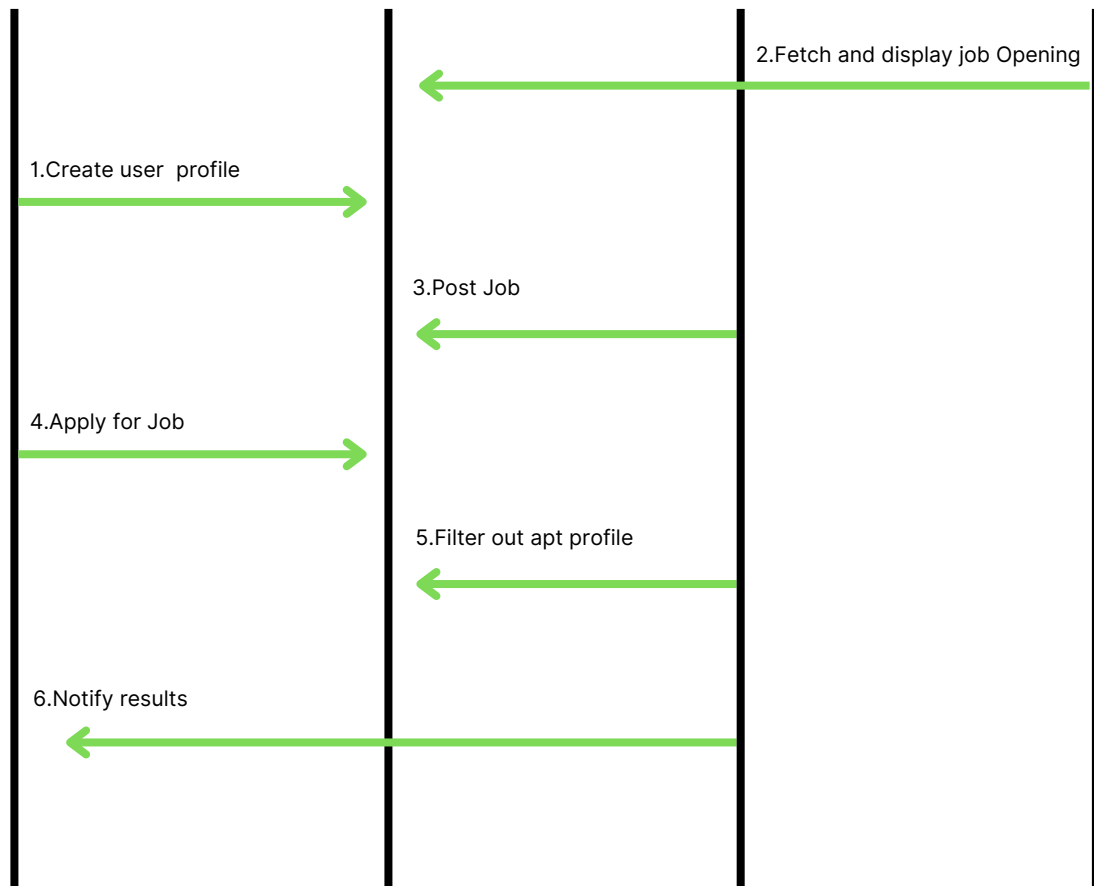 2.Fetch and display job Opening
1.Create user  profile
3.Post Job
4.Apply for Job
5.Filter out apt profile
6.Notify results